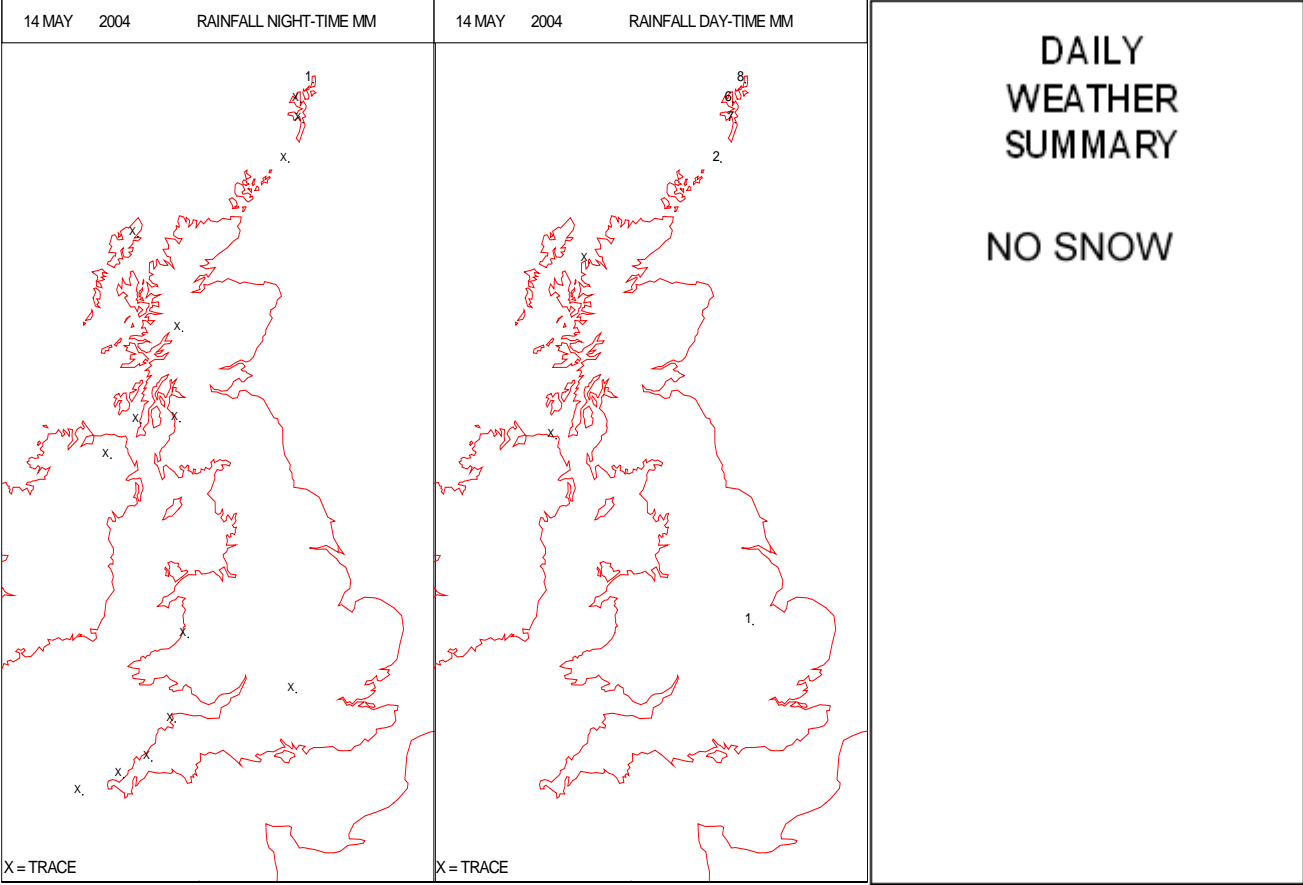 14 MAY 2004 RAINFALL NIGHT-TIME MM
1
X
X
X
X
X
X
X
X
X
X
X
X
X
X
X = TRACE
14 MAY 2004 RAINFALL DAY-TIME MM
8
6
7
2
X
X
1
X = TRACE
DAILY
WEATHER
SUMMARY
NO SNOW